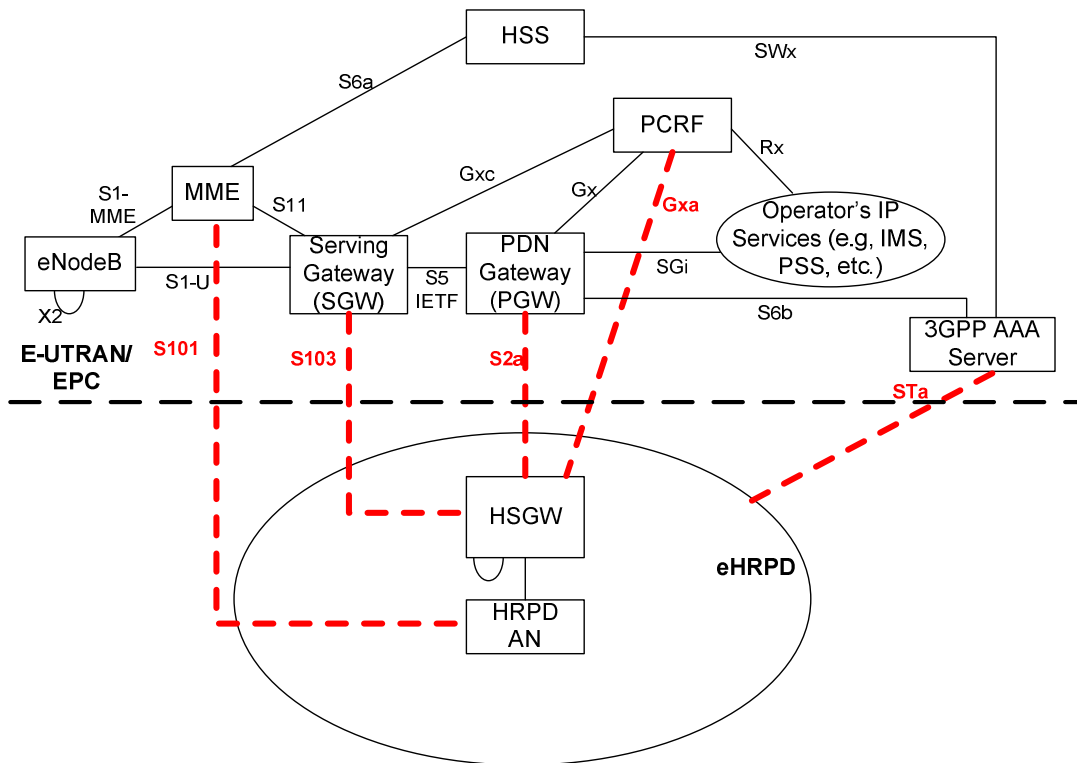 HSS
SWx
S6a
PCRF
Rx
Gxc
Gx
S1-
MME
MME
S11
Gxa
Operator's IP
Services (e.g, IMS,
PSS, etc.)
eNodeB
Serving
Gateway
(SGW)
PDN
Gateway
(PGW)
S1-U
S5
IETF
SGi
X2
S6b
3GPP AAA
Server
E-UTRAN/
EPC
S101
S103
S2a
STa
HSGW
eHRPD
HRPD
AN